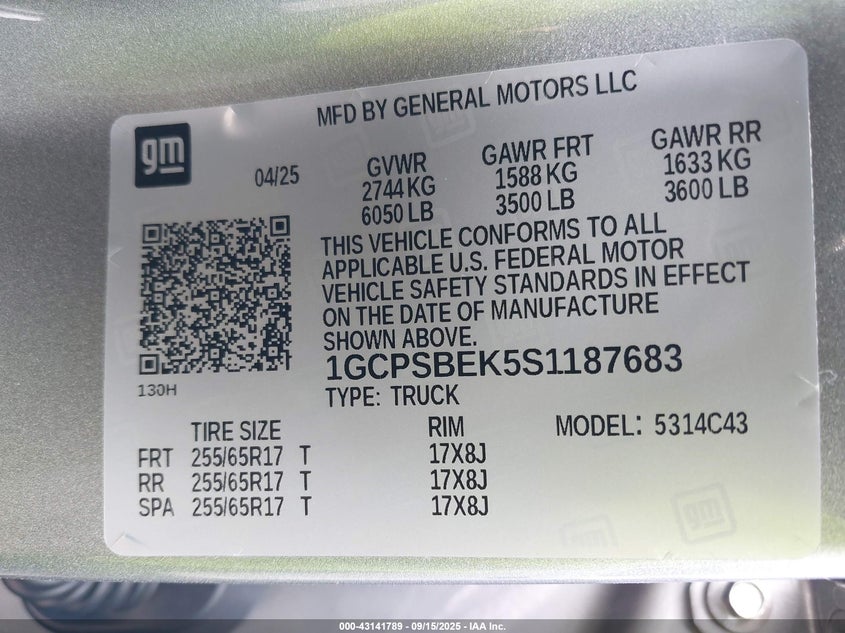 MFD BY GENERAL MOTORS LLC
gm
04/25
GVWR
2744 KG
6050 LB
GAWR FRT
1588 KG
3500 LB
GAWR RR
1633 KG
3600 LB
THIS VEHICLE CONFORMS TO ALL
APPLICABLE U.S. FEDERAL MOTOR
VEHICLE SAFETY STANDARDS IN EFFECT
ON THE DATE OF MANUFACTURE
SHOWN ABOVE.
1GCPSBEK5S1187683
TYPE: TRUCK
130H
TIRE SIZE RIM MODEL: 5314C43
FRT 255/65R17 T 17X8J
RR 255/65R17 T 17X8J
SPA 255/65R17 T 17X8J
gm
000-43141789 - 09/15/2025 - IAA Inc.